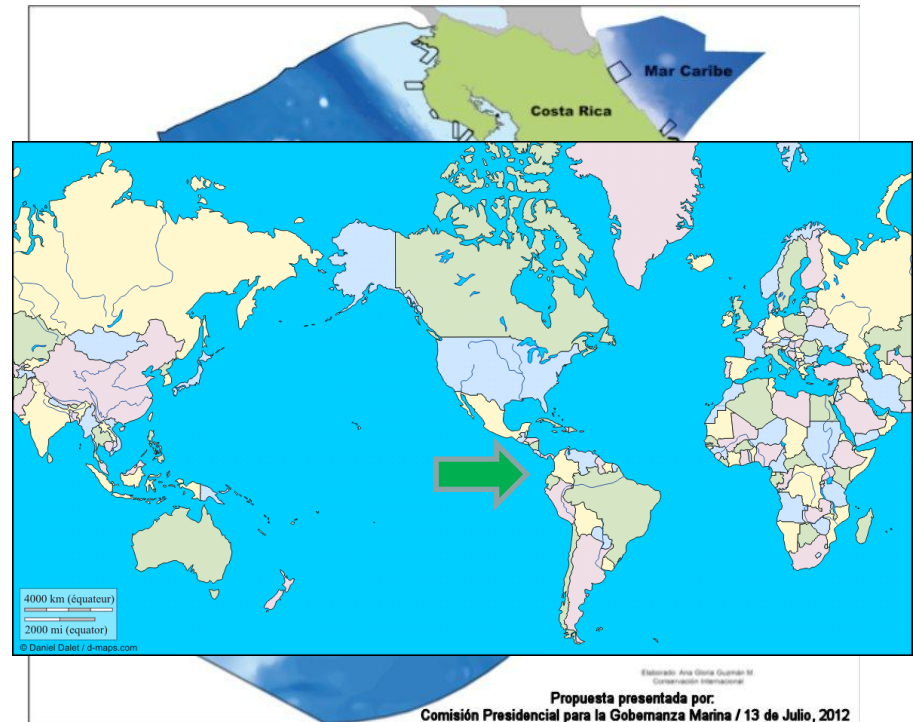 Mar Caribe
Costa Rica
4000 km (équateur)
2000 mi (equator)
© Daniel Dalet / d-maps.com
Elaborado: Ana Gloria Guzmán M.
Conservación Internacional
Propuesta presentada por:
Comisión Presidencial para la Gobernanza Marina / 13 de Julio, 2012